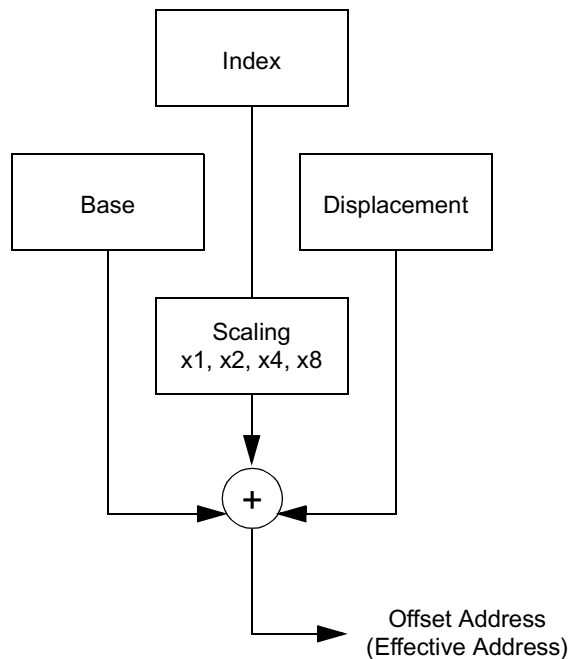 Index
Base
Displacement
Scaling
x1, x2, x4, x8
+
Offset Address
(Effective Address)